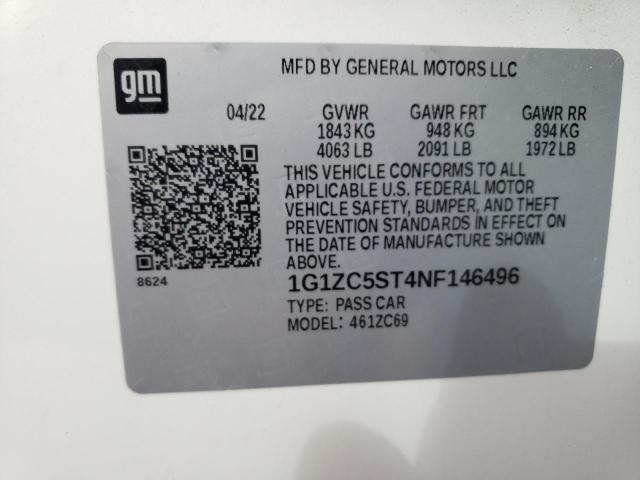 gm
MFD BY GENERAL MOTORS LLC
04/22 GVWR GAWR FRT GAWR RR
1843 KG 948 KG 894 KG
4063 LB 2091 LB 1972 LB
THIS VEHICLE CONFORMS TO ALL
APPLICABLE U.S. FEDERAL MOTOR
VEHICLE SAFETY, BUMPER, AND THEFT
PREVENTION STANDARDS IN EFFECT ON
THE DATE OF MANUFACTURE SHOWN
ABOVE.
8624
1G1ZC5ST4NF146496
TYPE: PASS CAR
MODEL: 461ZC69